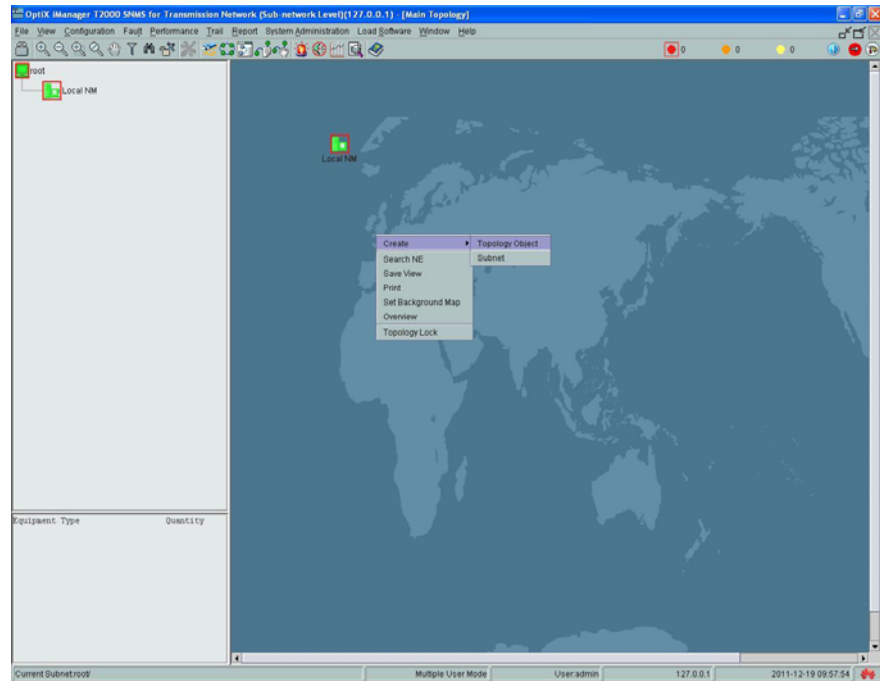 OptiX iManager T2000 SNMS for Transmission Network (Sub-network Level)(127.0.0.1) - [Main Topology]
File View Configuration Fault Performance Trail Report System Administration Load Software Window Help
0 0 0
root
Local NM
Local NM
Create
Topology Object
Subnet
Search NE
Save View
Print
Set Background Map
Overview
Topology Lock
Equipment Type Quantity
Current Subnet:root/ Multiple User Mode User:admin 127.0.0.1 2011-12-19 09:57:54